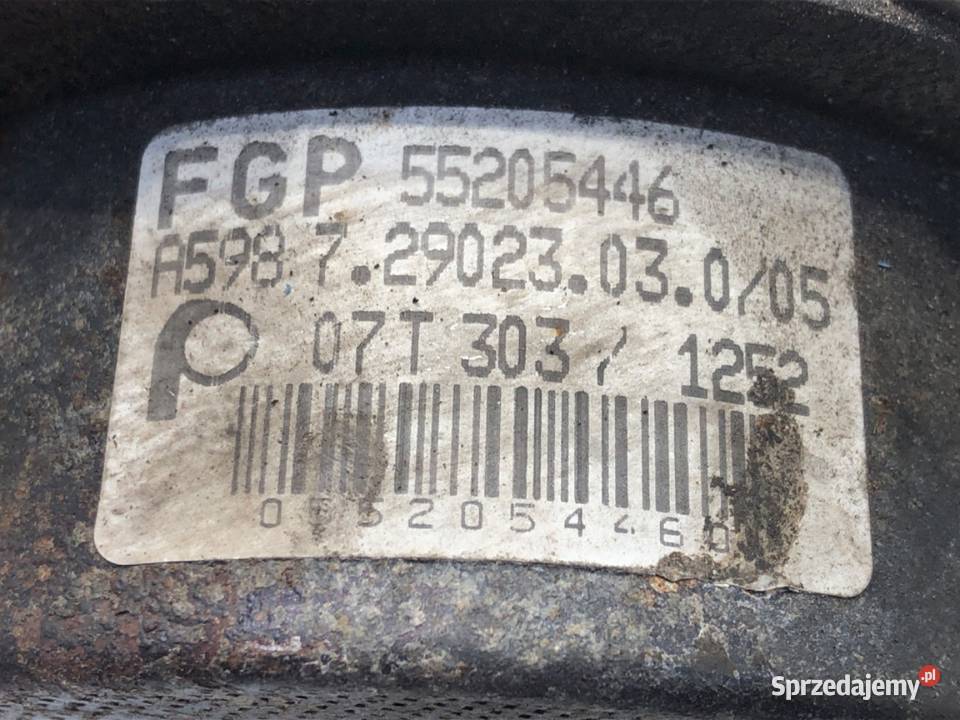 FGP 55205446
A598 7.29023.03.0/05
07T 303 / 1252
Sprzedajemy.pl